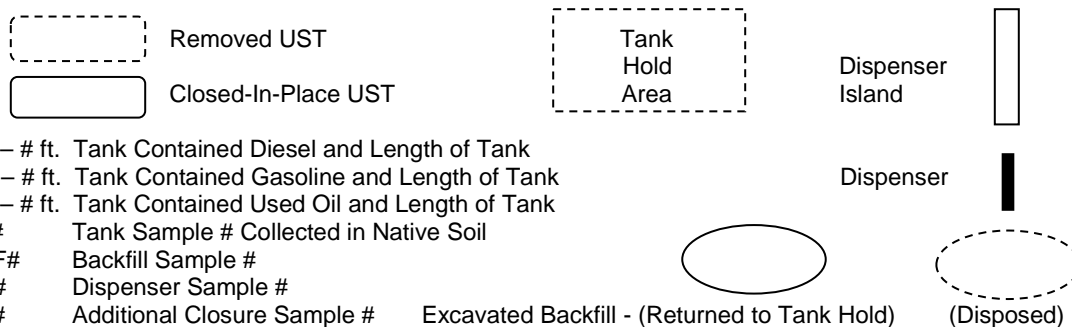 Removed UST
Tank
Hold
Area
Dispenser
Island
Closed-In-Place UST
– # ft. Tank Contained Diesel and Length of Tank
– # ft. Tank Contained Gasoline and Length of Tank
Dispenser
– # ft. Tank Contained Used Oil and Length of Tank
# Tank Sample # Collected in Native Soil
F# Backfill Sample #
# Dispenser Sample #
# Additional Closure Sample # Excavated Backfill - (Returned to Tank Hold) (Disposed)